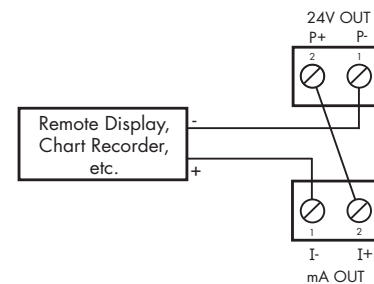 24V OUT
P+ P-
2 1
Remote Display,
Chart Recorder,
etc.
-
+
1 2
I- I+
mA OUT